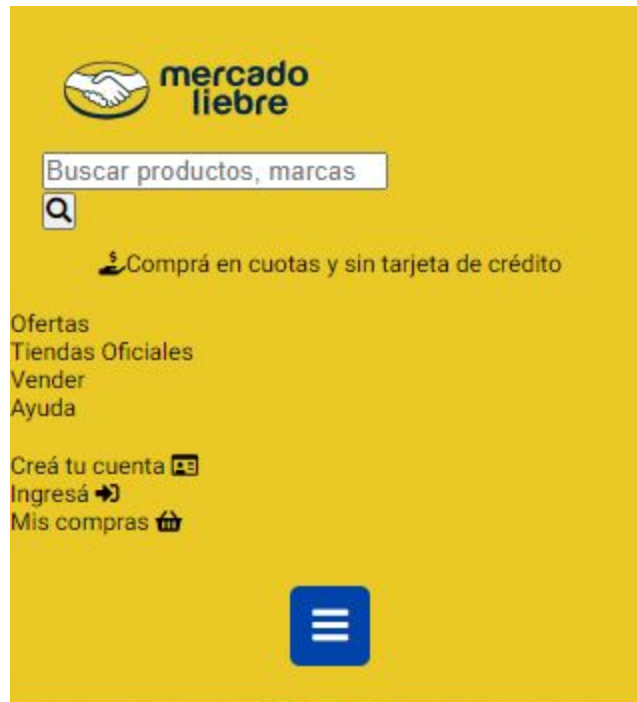 mercado
liebre
Buscar productos, marcas
Comprá en cuotas y sin tarjeta de crédito
Ofertas
Tiendas Oficiales
Vender
Ayuda
Creá tu cuenta
Ingresá
Mis compras